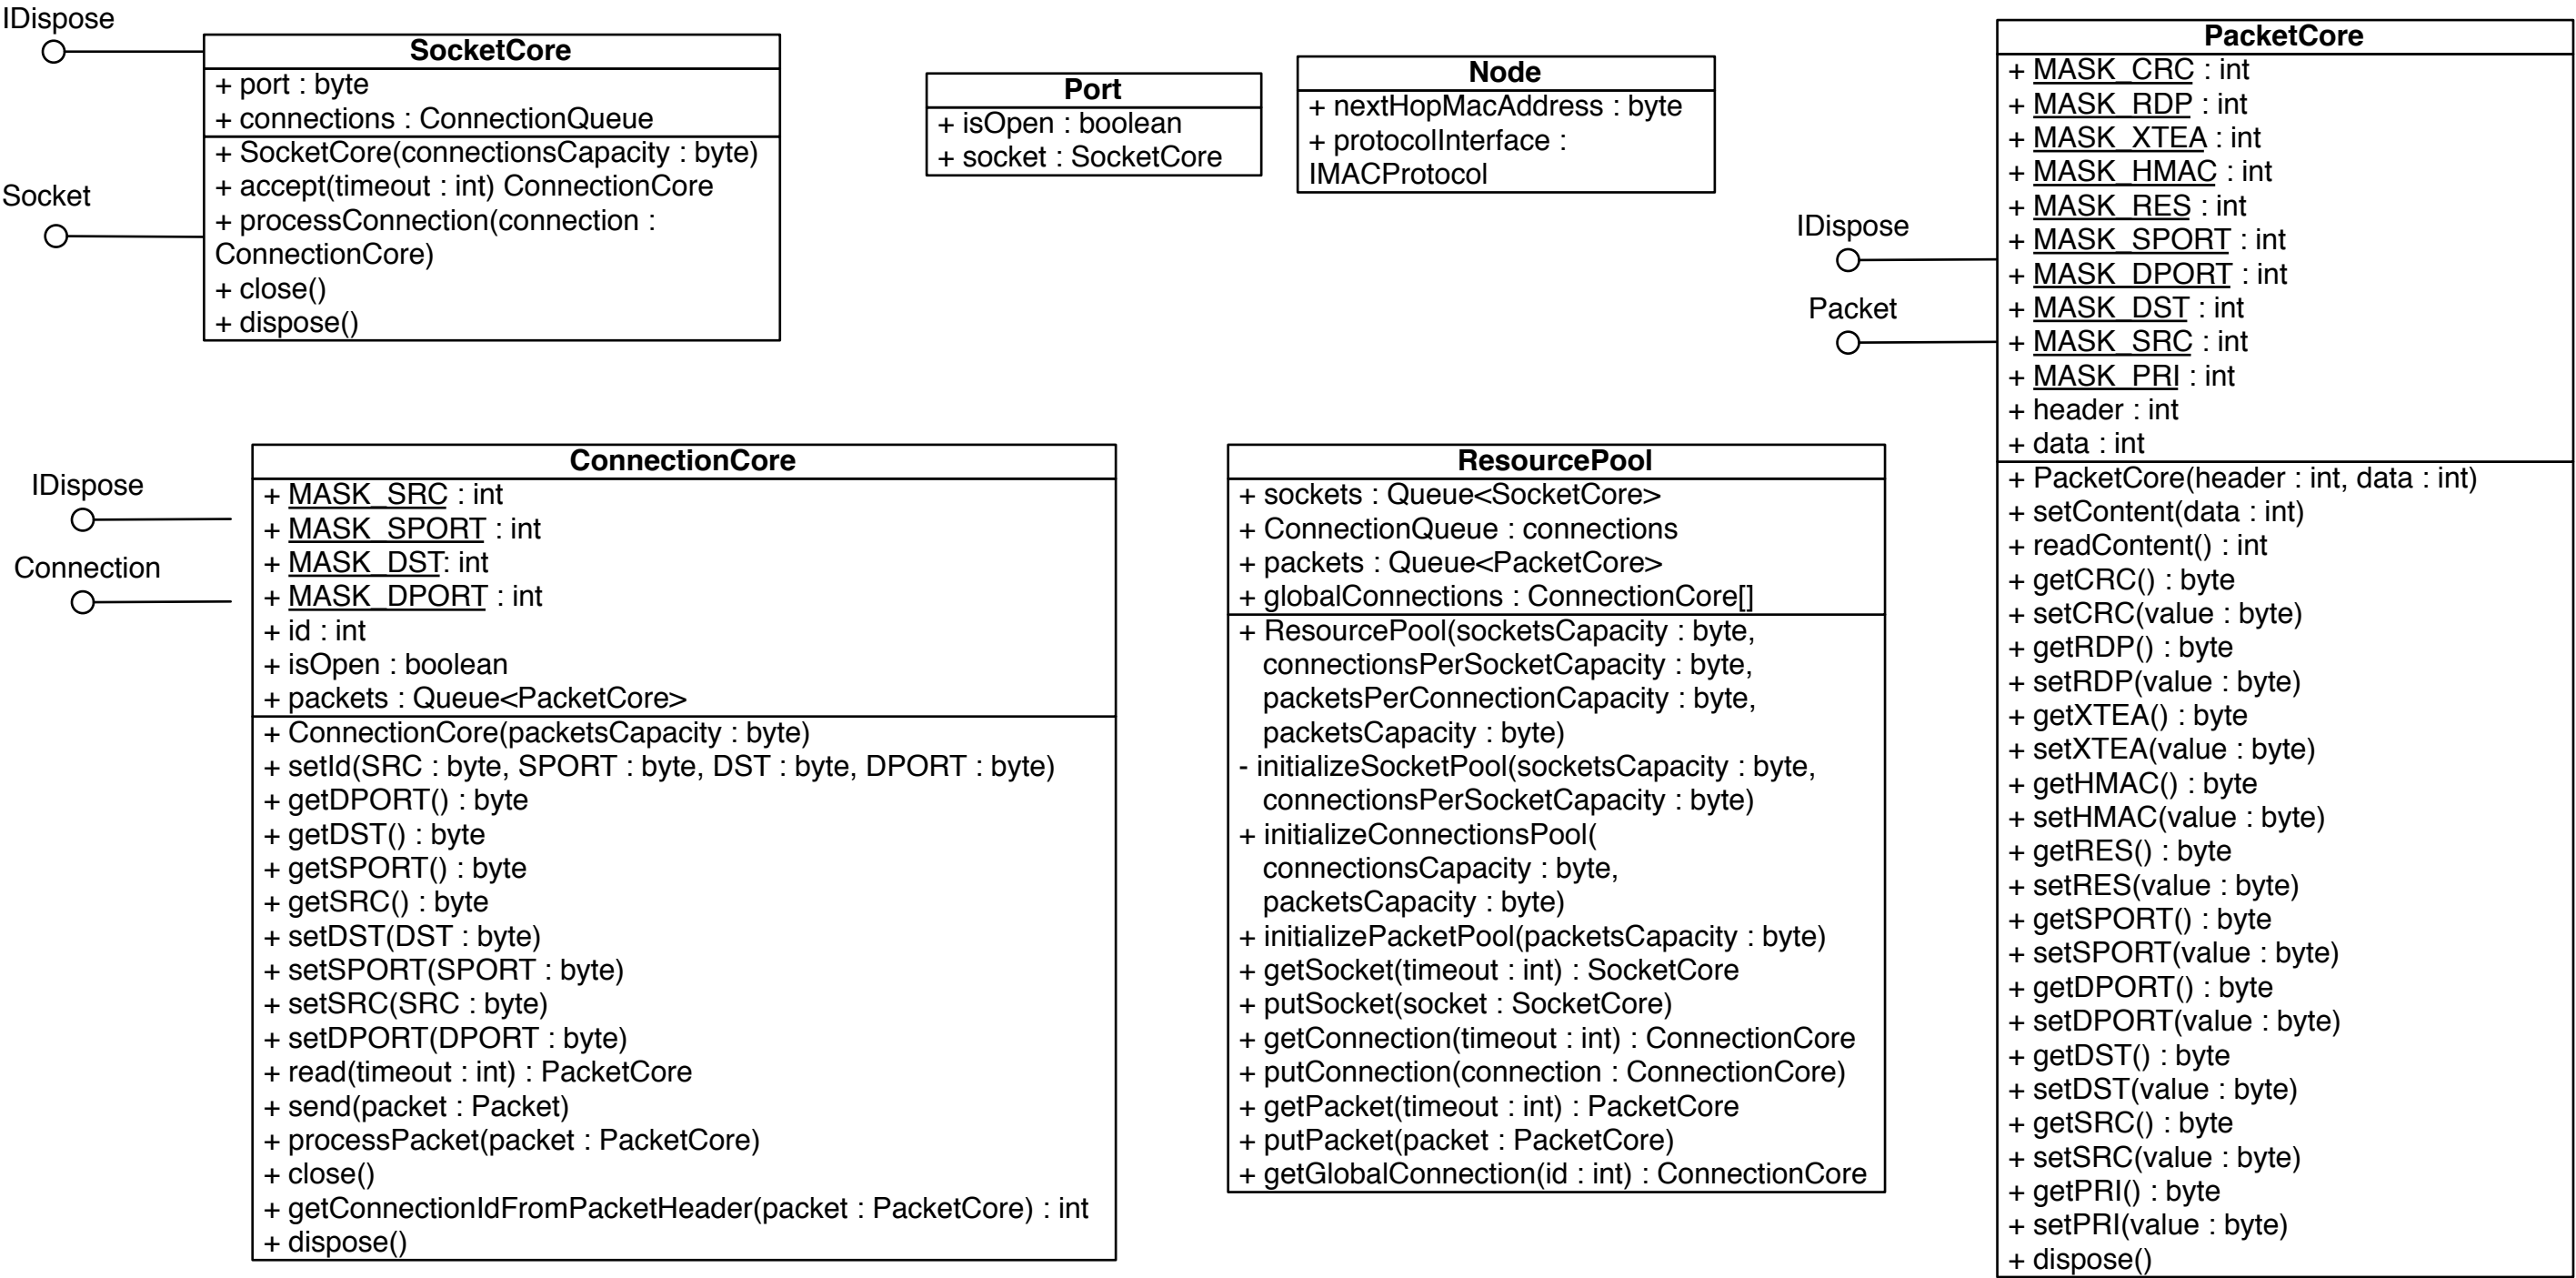 IDispose
Socket
SocketCore
+ port : byte
+ connections : ConnectionQueue
+ SocketCore(connectionsCapacity : byte)
+ accept(timeout : int) ConnectionCore
+ processConnection(connection :
ConnectionCore)
+ close()
+ dispose()
Port
+ isOpen : boolean
+ socket : SocketCore
Node
+ nextHopMacAddress : byte
+ protocolInterface :
IMACProtocol
IDispose
Packet
PacketCore
+ MASK_CRC : int
+ MASK_RDP : int
+ MASK_XTEA : int
+ MASK_HMAC : int
+ MASK_RES : int
+ MASK_SPORT : int
+ MASK_DPORT : int
+ MASK_DST : int
+ MASK_SRC : int
+ MASK_PRI : int
+ header : int
+ data : int
+ PacketCore(header : int, data : int)
+ setContent(data : int)
+ readContent() : int
+ getCRC() : byte
+ setCRC(value : byte)
+ getRDP() : byte
+ setRDP(value : byte)
+ getXTEA() : byte
+ setXTEA(value : byte)
+ getHMAC() : byte
+ setHMAC(value : byte)
+ getRES() : byte
+ setRES(value : byte)
+ getSPORT() : byte
+ setSPORT(value : byte)
+ getDPORT() : byte
+ setDPORT(value : byte)
+ getDST() : byte
+ setDST(value : byte)
+ getSRC() : byte
+ setSRC(value : byte)
+ getPRI() : byte
+ setPRI(value : byte)
+ dispose()
IDispose
Connection
ConnectionCore
+ MASK_SRC : int
+ MASK_SPORT : int
+ MASK_DST: int
+ MASK_DPORT : int
+ id : int
+ isOpen : boolean
+ packets : Queue<PacketCore>
+ ConnectionCore(packetsCapacity : byte)
+ setId(SRC : byte, SPORT : byte, DST : byte, DPORT : byte)
+ getDPORT() : byte
+ getDST() : byte
+ getSPORT() : byte
+ getSRC() : byte
+ setDST(DST : byte)
+ setSPORT(SPORT : byte)
+ setSRC(SRC : byte)
+ setDPORT(DPORT : byte)
+ read(timeout : int) : PacketCore
+ send(packet : Packet)
+ processPacket(packet : PacketCore)
+ close()
+ getConnectionIdFromPacketHeader(packet : PacketCore) : int
+ dispose()
ResourcePool
+ sockets : Queue<SocketCore>
+ ConnectionQueue : connections
+ packets : Queue<PacketCore>
+ globalConnections : ConnectionCore[]
+ ResourcePool(socketsCapacity : byte,
connectionsPerSocketCapacity : byte,
packetsPerConnectionCapacity : byte,
packetsCapacity : byte)
- initializeSocketPool(socketsCapacity : byte,
connectionsPerSocketCapacity : byte)
+ initializeConnectionsPool(
connectionsCapacity : byte,
packetsCapacity : byte)
+ initializePacketPool(packetsCapacity : byte)
+ getSocket(timeout : int) : SocketCore
+ putSocket(socket : SocketCore)
+ getConnection(timeout : int) : ConnectionCore
+ putConnection(connection : ConnectionCore)
+ getPacket(timeout : int) : PacketCore
+ putPacket(packet : PacketCore)
+ getGlobalConnection(id : int) : ConnectionCore